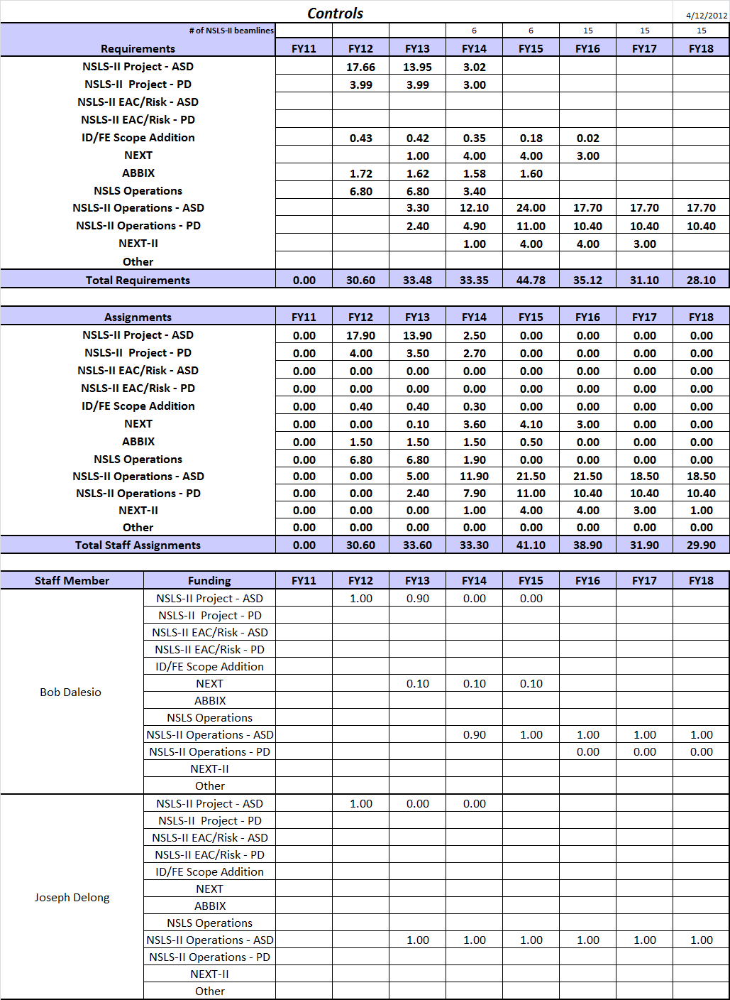 Controls 4/12/2012
# of NSLS-II beamlines 6 6 15 15 15
Requirements FY11 FY12 FY13 FY14 FY15 FY16 FY17 FY18
NSLS-II Project - ASD 17.66 13.95 3.02
NSLS-II Project - PD 3.99 3.99 3.00
NSLS-II EAC/Risk - ASD
NSLS-II EAC/Risk - PD
ID/FE Scope Addition 0.43 0.42 0.35 0.18 0.02
NEXT 1.00 4.00 4.00 3.00
ABBIX 1.72 1.62 1.58 1.60
NSLS Operations 6.80 6.80 3.40
NSLS-II Operations - ASD 3.30 12.10 24.00 17.70 17.70 17.70
NSLS-II Operations - PD 2.40 4.90 11.00 10.40 10.40 10.40
NEXT-II 1.00 4.00 4.00 3.00
Other
Total Requirements 0.00 30.60 33.48 33.35 44.78 35.12 31.10 28.10
Assignments FY11 FY12 FY13 FY14 FY15 FY16 FY17 FY18
NSLS-II Project - ASD 0.00 17.90 13.90 2.50 0.00 0.00 0.00 0.00
NSLS-II Project - PD 0.00 4.00 3.50 2.70 0.00 0.00 0.00 0.00
NSLS-II EAC/Risk - ASD 0.00 0.00 0.00 0.00 0.00 0.00 0.00 0.00
NSLS-II EAC/Risk - PD 0.00 0.00 0.00 0.00 0.00 0.00 0.00 0.00
ID/FE Scope Addition 0.00 0.40 0.40 0.30 0.00 0.00 0.00 0.00
NEXT 0.00 0.00 0.10 3.60 4.10 3.00 0.00 0.00
ABBIX 0.00 1.50 1.50 1.50 0.50 0.00 0.00 0.00
NSLS Operations 0.00 6.80 6.80 1.90 0.00 0.00 0.00 0.00
NSLS-II Operations - ASD 0.00 0.00 5.00 11.90 21.50 21.50 18.50 18.50
NSLS-II Operations - PD 0.00 0.00 2.40 7.90 11.00 10.40 10.40 10.40
NEXT-II 0.00 0.00 0.00 1.00 4.00 4.00 3.00 1.00
Other 0.00 0.00 0.00 0.00 0.00 0.00 0.00 0.00
Total Staff Assignments 0.00 30.60 33.60 33.30 41.10 38.90 31.90 29.90
Staff Member Funding FY11 FY12 FY13 FY14 FY15 FY16 FY17 FY18
NSLS-II Project - ASD 1.00 0.90 0.00 0.00
NSLS-II Project - PD
NSLS-II EAC/Risk - ASD
NSLS-II EAC/Risk - PD
ID/FE Scope Addition
NEXT 0.10 0.10 0.10
Bob Dalesio
ABBIX
NSLS Operations
NSLS-II Operations - ASD 0.90 1.00 1.00 1.00 1.00
NSLS-II Operations - PD 0.00 0.00 0.00
NEXT-II
Other
NSLS-II Project - ASD 1.00 0.00 0.00
NSLS-II Project - PD
NSLS-II EAC/Risk - ASD
NSLS-II EAC/Risk - PD
ID/FE Scope Addition
NEXT
Joseph Delong
ABBIX
NSLS Operations
NSLS-II Operations - ASD 1.00 1.00 1.00 1.00 1.00 1.00
NSLS-II Operations - PD
NEXT-II
Other